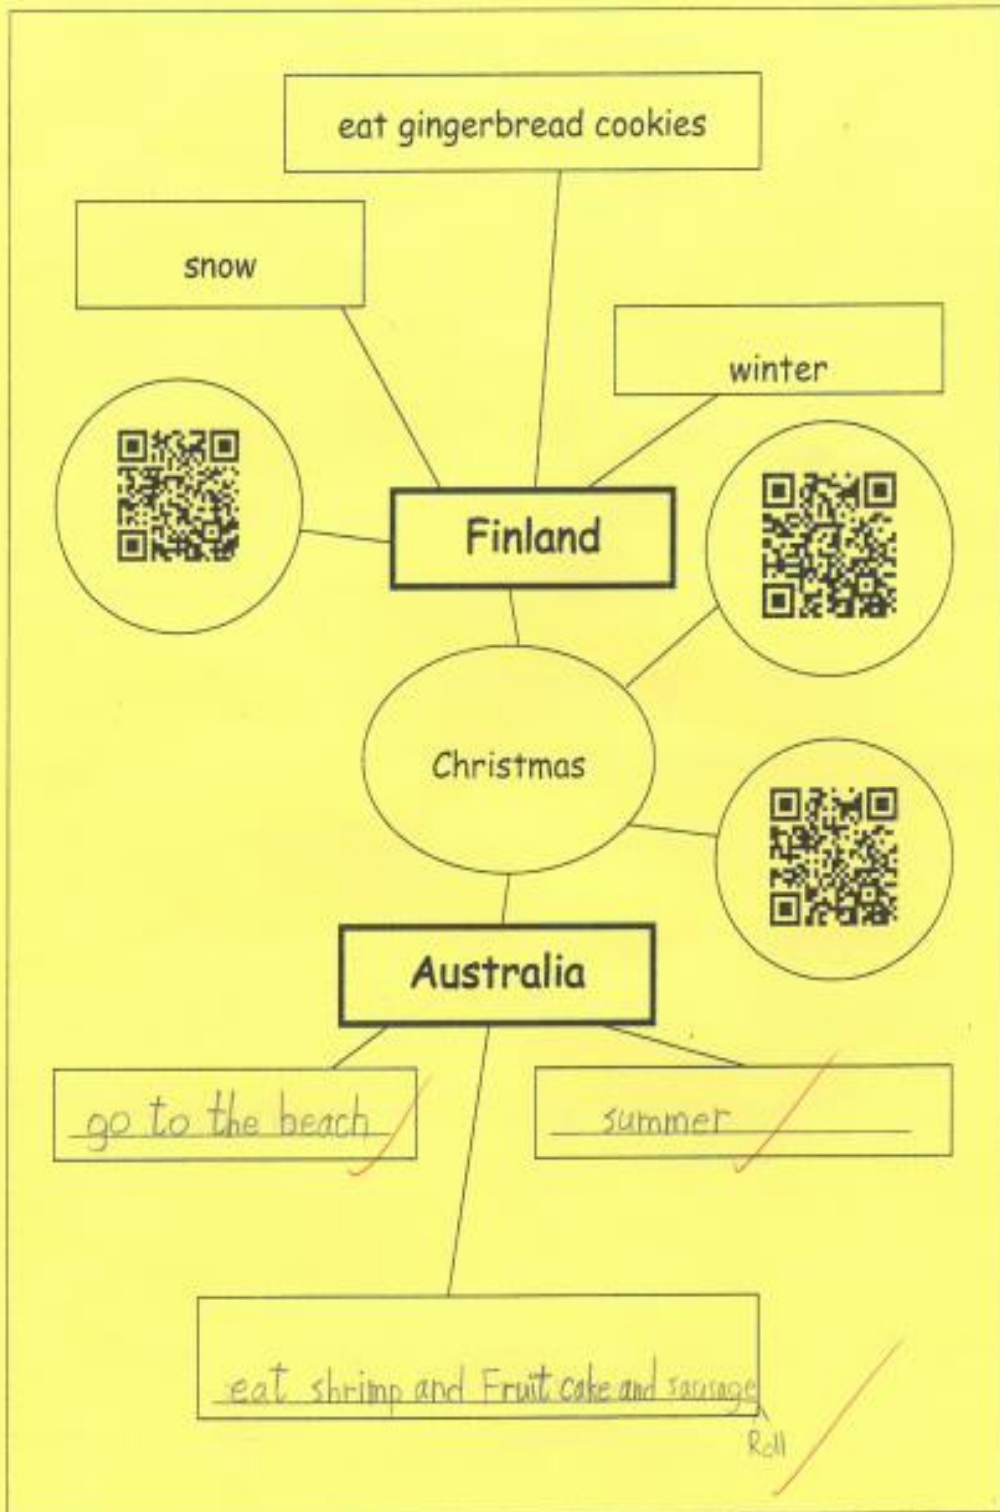 eat gingerbread cookies
snow
winter
Finland
Christmas
Australia
go to the beach
summer
eat shrimp and Fruit cake and sausage
Roll